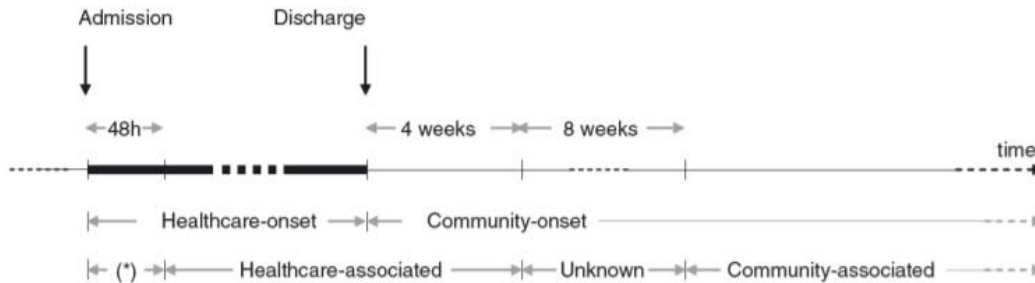 Admission Discharge
48h 4 weeks 8 weeks
time
Healthcare-onset Community-onset
(*) Healthcare-associated Unknown Community-associated